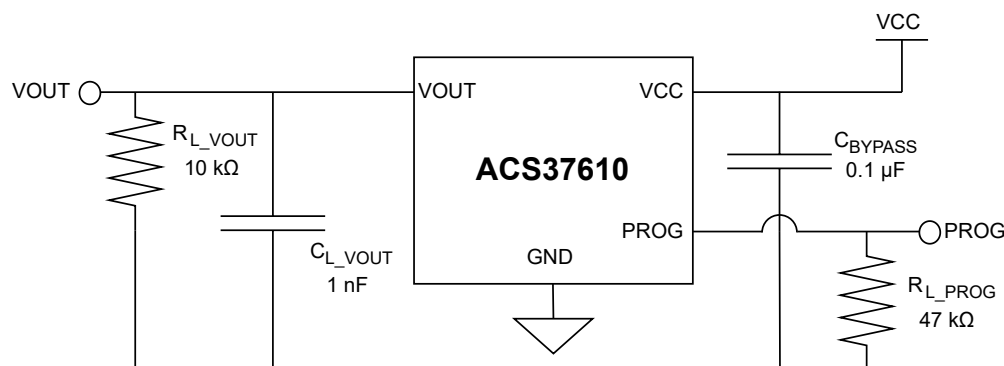 VCC
VOUT
VOUT
VCC
R_L_VOUT
10 kΩ
C_BYPASS
0.1 µF
ACS37610
PROG
PROG
GND
C_L_VOUT
1 nF
R_L_PROG
47 kΩ